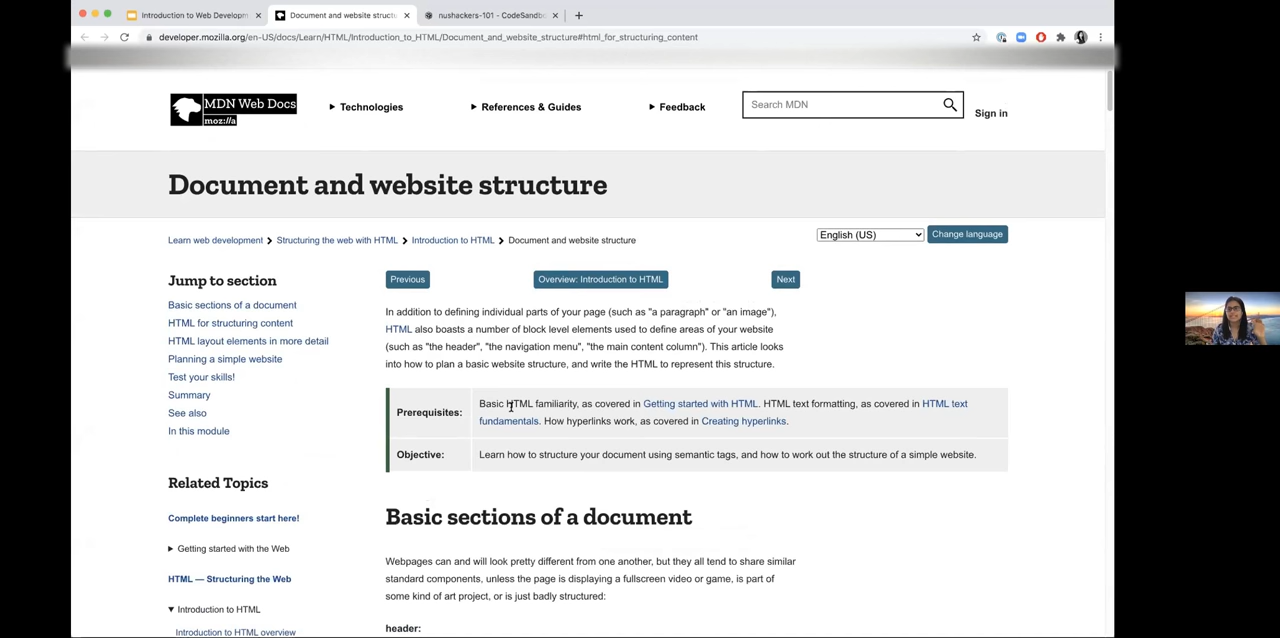 Introduction to Web Developm
Document and website structu
nushackers-101 - CodeSandbo
developer.mozilla.org/en-US/docs/Learn/HTML/Introduction_to_HTML/Document_and_website_structure#html_for_structuring_content
MDN Web Docs
moz://a
Technologies
References & Guides
Feedback
Search MDN
Sign in
Document and website structure
Learn web development
Structuring the web with HTML
Introduction to HTML
Document and website structure
English (US)
Change language
Jump to section
Basic sections of a document
HTML for structuring content
HTML layout elements in more detail
Planning a simple website
Test your skills!
Summary
See also
In this module
Related Topics
Complete beginners start here!
Getting started with the Web
HTML — Structuring the Web
Introduction to HTML
Introduction to HTML overview
Previous
Overview: Introduction to HTML
Next
In addition to defining individual parts of your page (such as "a paragraph" or "an image"),
HTML also boasts a number of block level elements used to define areas of your website
(such as "the header", "the navigation menu", "the main content column"). This article looks
into how to plan a basic website structure, and write the HTML to represent this structure.
Prerequisites:
Basic HTML familiarity, as covered in Getting started with HTML. HTML text formatting, as covered in HTML text
fundamentals. How hyperlinks work, as covered in Creating hyperlinks.
Objective:
Learn how to structure your document using semantic tags, and how to work out the structure of a simple website.
Basic sections of a document
Webpages can and will look pretty different from one another, but they all tend to share similar
standard components, unless the page is displaying a fullscreen video or game, is part of
some kind of art project, or is just badly structured:
header: